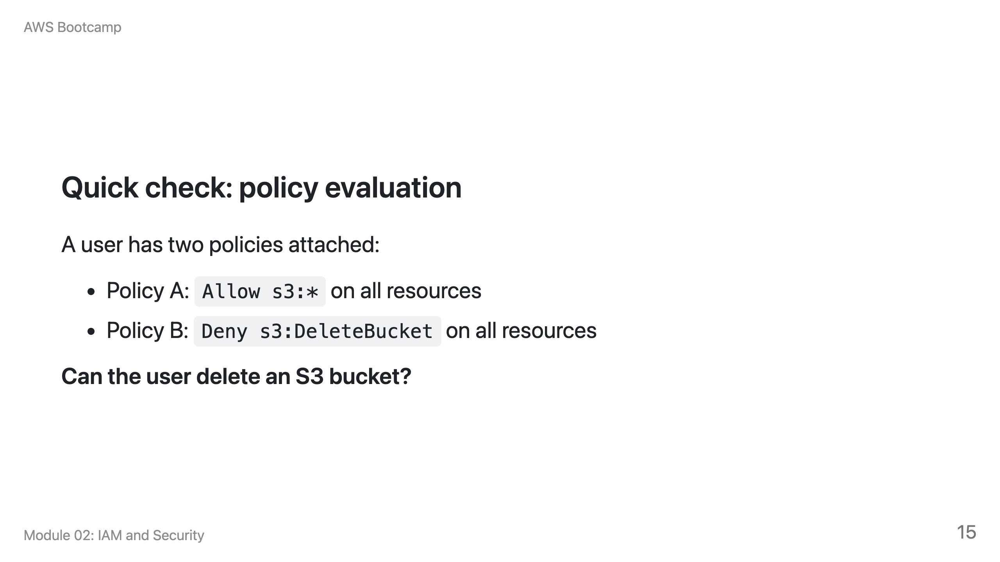 AWS Bootcamp
Quick check: policy evaluation
A user has two policies attached:
• Policy A: Allow s3:* on all resources
• Policy B: Deny s3:DeleteBucket on all resources
Can the user delete an S3 bucket?
Module 02: IAM and Security
15